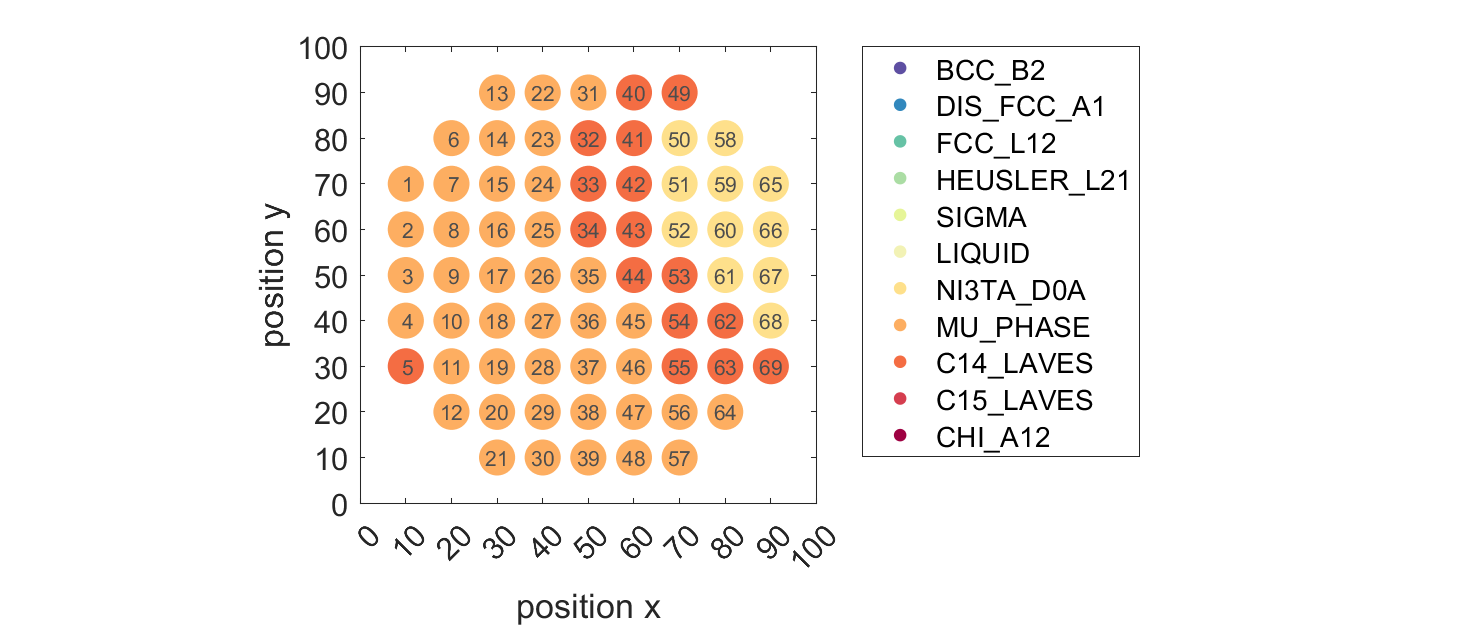 100
90
80
70
60
50
40
30
20
10
0
position y
13 22 31 40 49
6 14 23 32 41 50 58
1 7 15 24 33 42 51 59 65
2 8 16 25 34 43 52 60 66
3 9 17 26 35 44 53 61 67
4 10 18 27 36 45 54 62 68
5 11 19 28 37 46 55 63 69
12 20 29 38 47 56 64
21 30 39 48 57
0 10 20 30 40 50 60 70 80 90 100
position x
BCC_B2
DIS_FCC_A1
FCC_L12
HEUSLER_L21
SIGMA
LIQUID
NI3TA_D0A
MU_PHASE
C14_LAVES
C15_LAVES
CHI_A12